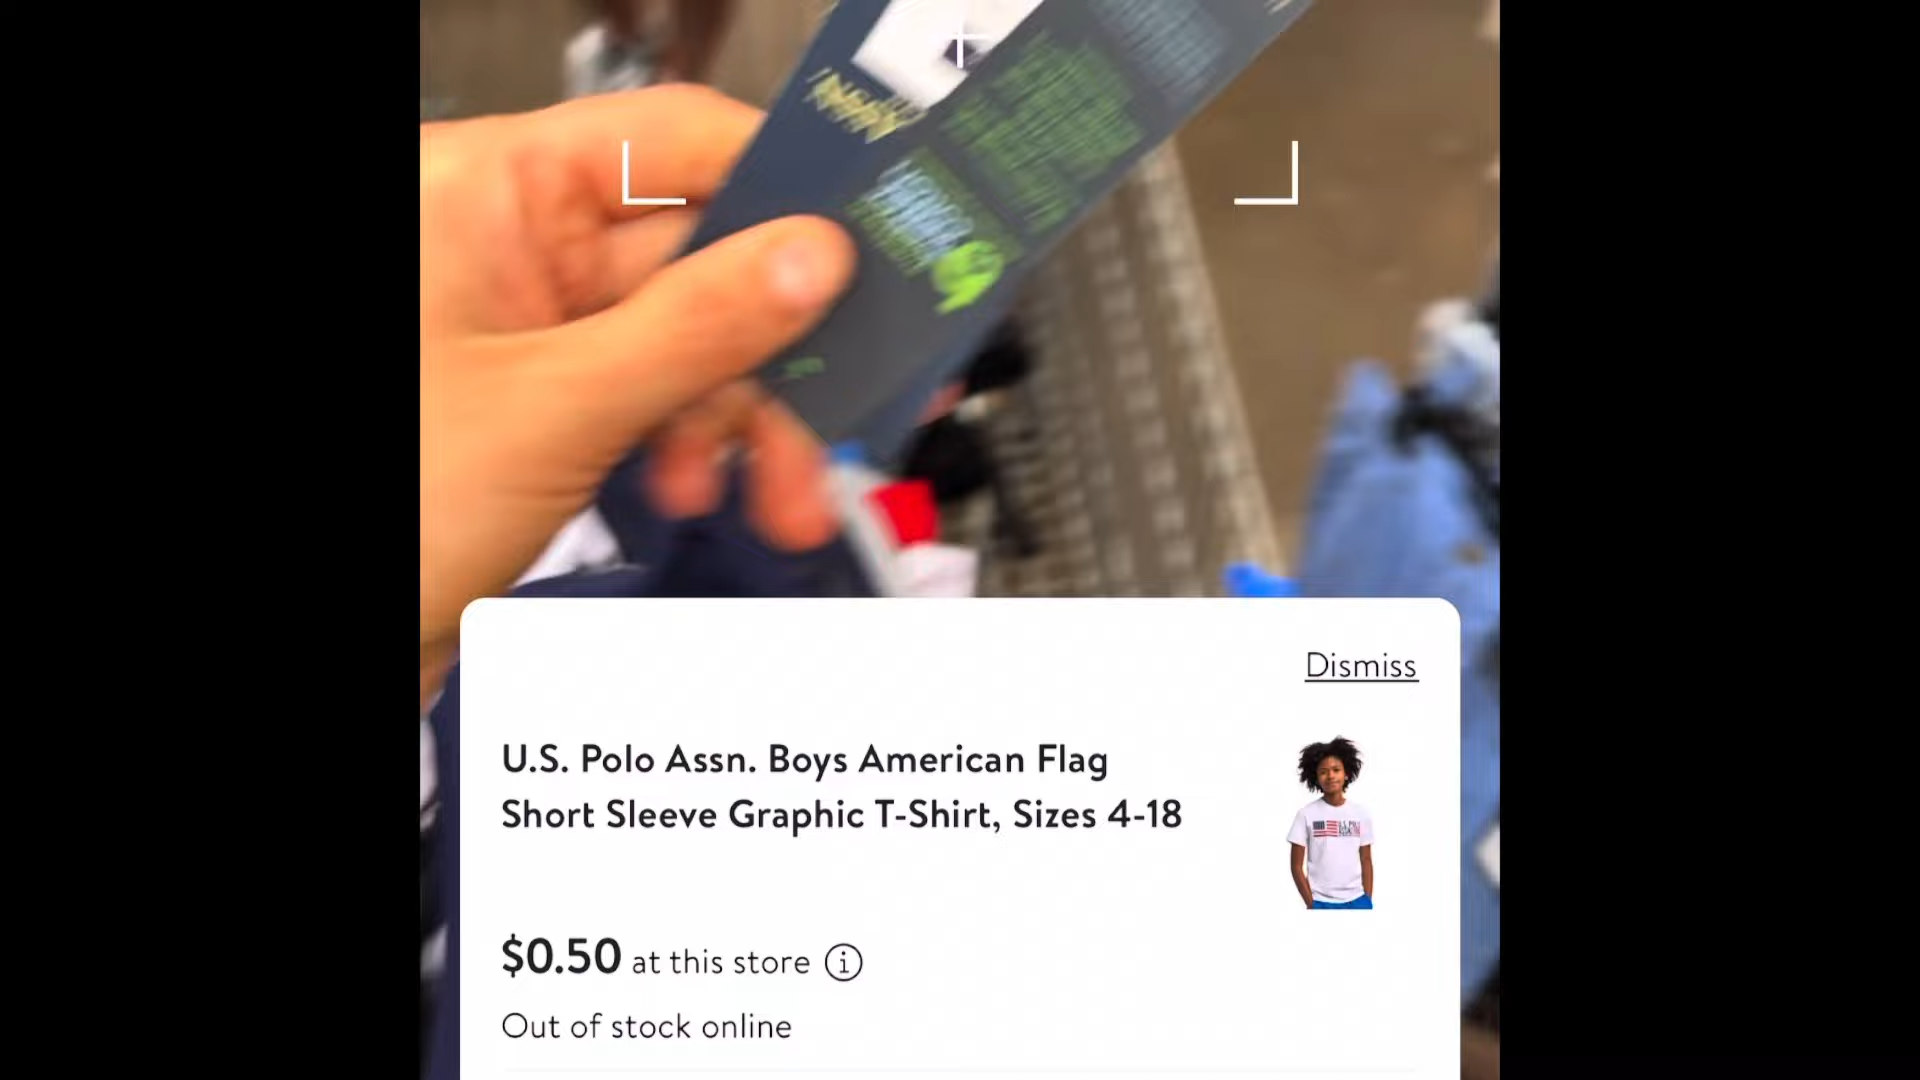 Dismiss
U.S. Polo Assn. Boys American Flag
Short Sleeve Graphic T-Shirt, Sizes 4-18
$0.50 at this store
Out of stock online